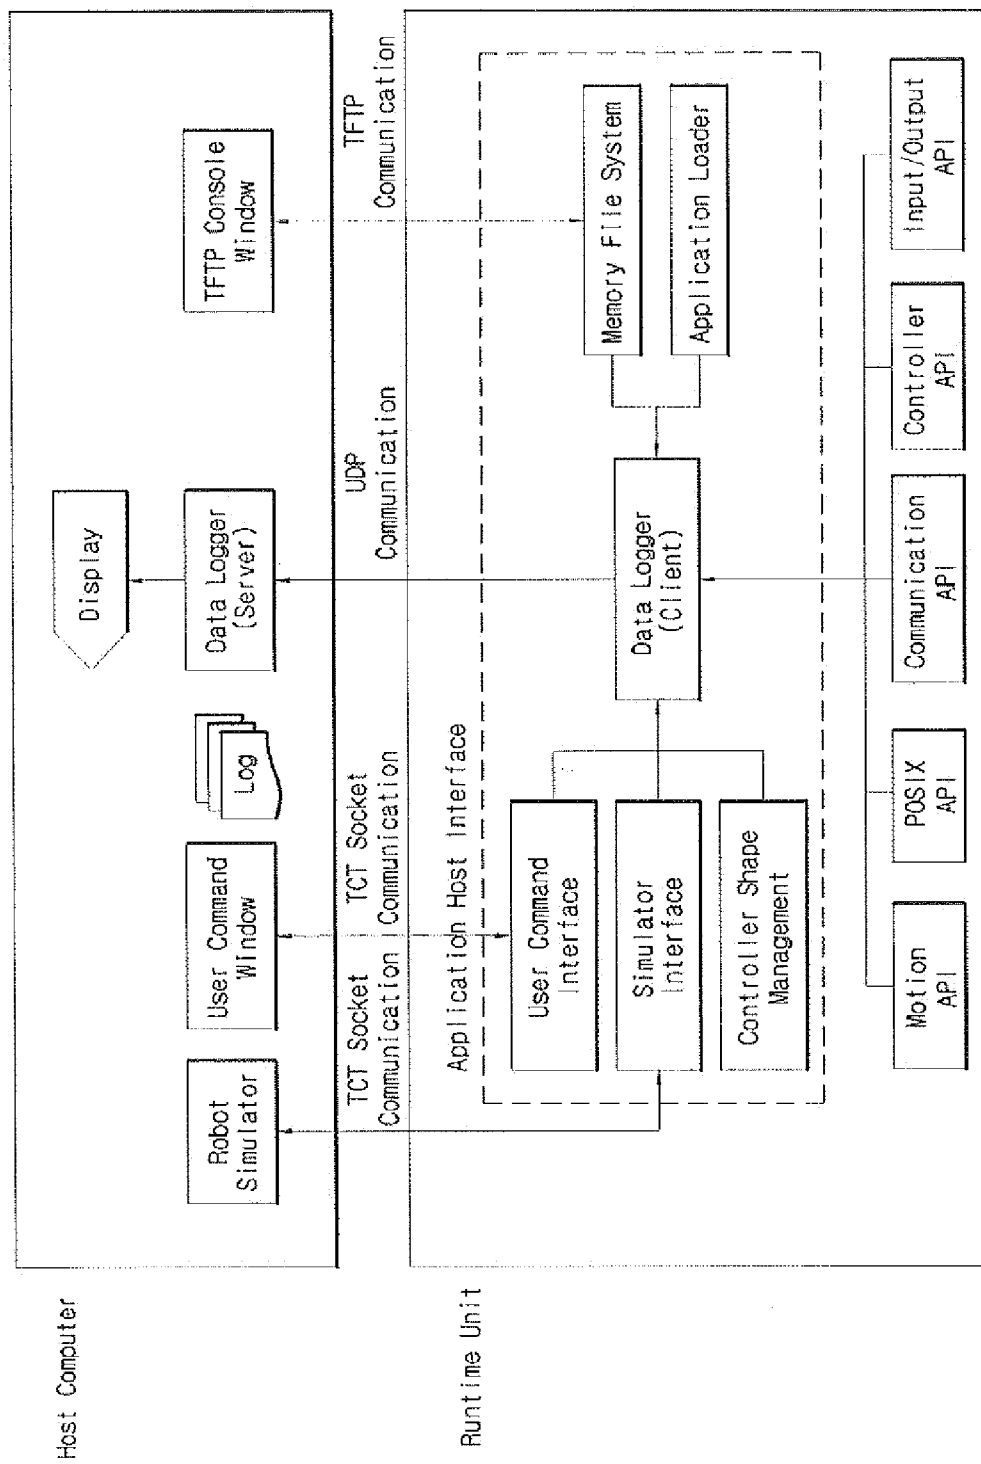 Host Computer
Display
Robot
Simulator
User Command
Window
Log
Data Logger
(Server)
TFTP Console
Window
TCT Socket
Communication
TCT Socket
Communication
UDP
Communication
TFTP
Communication
Runtime Unit
Application Host Interface
User Command
Interface
Simulator
Interface
Controller Shape
Management
Data Logger
(Client)
Memory File System
Application Loader
Motion
API
POSIX
API
Communication
API
Controller
API
Input/Output
API